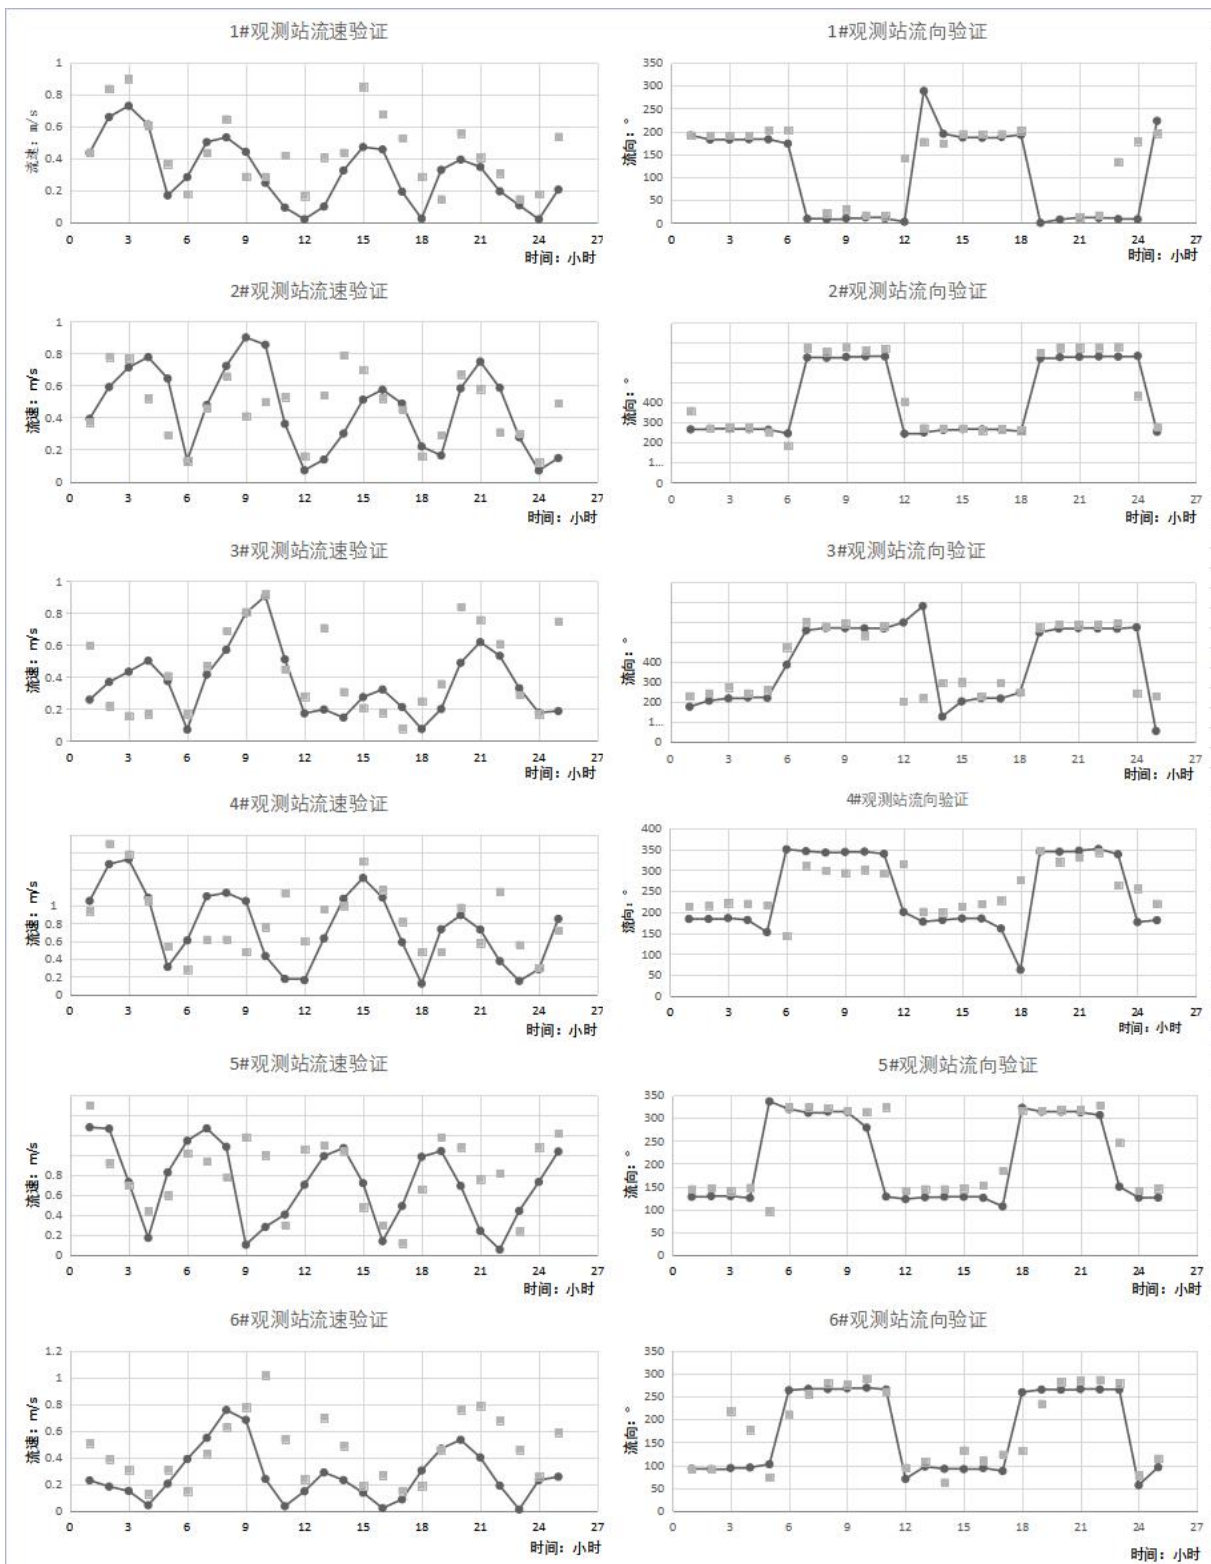 1#观测站流速验证
1
0.8
0.6
0.4
0.2
0
流速：m/s
0 3 6 9 12 15 18 21 24 27
时间：小时
1#观测站流向验证
350
300
250
200
150
100
50
0
流向：°
0 3 6 9 12 15 18 21 24 27
时间：小时
2#观测站流速验证
1
0.8
0.6
0.4
0.2
0
流速：m/s
0 3 6 9 12 15 18 21 24 27
时间：小时
2#观测站流向验证
400
300
200
1...
0
流向：°
0 3 6 9 12 15 18 21 24 27
时间：小时
3#观测站流速验证
1
0.8
0.6
0.4
0.2
0
流速：m/s
0 3 6 9 12 15 18 21 24 27
时间：小时
3#观测站流向验证
400
300
200
1...
0
流向：°
0 3 6 9 12 15 18 21 24 27
时间：小时
4#观测站流速验证
1
0.8
0.6
0.4
0.2
0
流速：m/s
0 3 6 9 12 15 18 21 24 27
时间：小时
4#观测站流向验证
400
350
300
250
200
150
100
50
0
流向：°
0 3 6 9 12 15 18 21 24 27
时间：小时
5#观测站流速验证
0.8
0.6
0.4
0.2
0
流速：m/s
0 3 6 9 12 15 18 21 24 27
时间：小时
5#观测站流向验证
350
300
250
200
150
100
50
0
流向：°
0 3 6 9 12 15 18 21 24 27
时间：小时
6#观测站流速验证
1.2
1
0.8
0.6
0.4
0.2
0
流速：m/s
0 3 6 9 12 15 18 21 24 27
时间：小时
6#观测站流向验证
350
300
250
200
150
100
50
0
流向：°
0 3 6 9 12 15 18 21 24 27
时间：小时